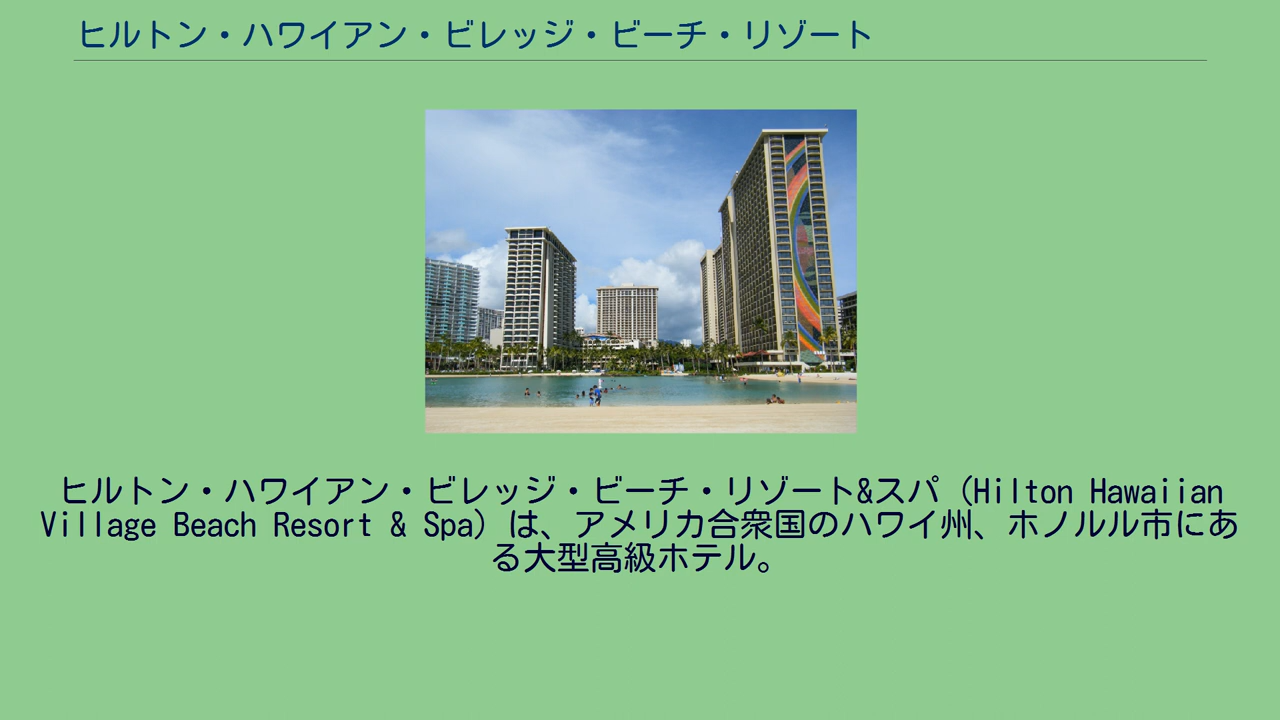 ヒルトン・ハワイアン・ビレッジ・ビーチ・リゾート
ヒルトン・ハワイアン・ビレッジ・ビーチ・リゾート&スパ (Hilton Hawaiian
Village Beach Resort & Spa) は、アメリカ合衆国のハワイ州、ホノルル市にあ
る大型高級ホテル。